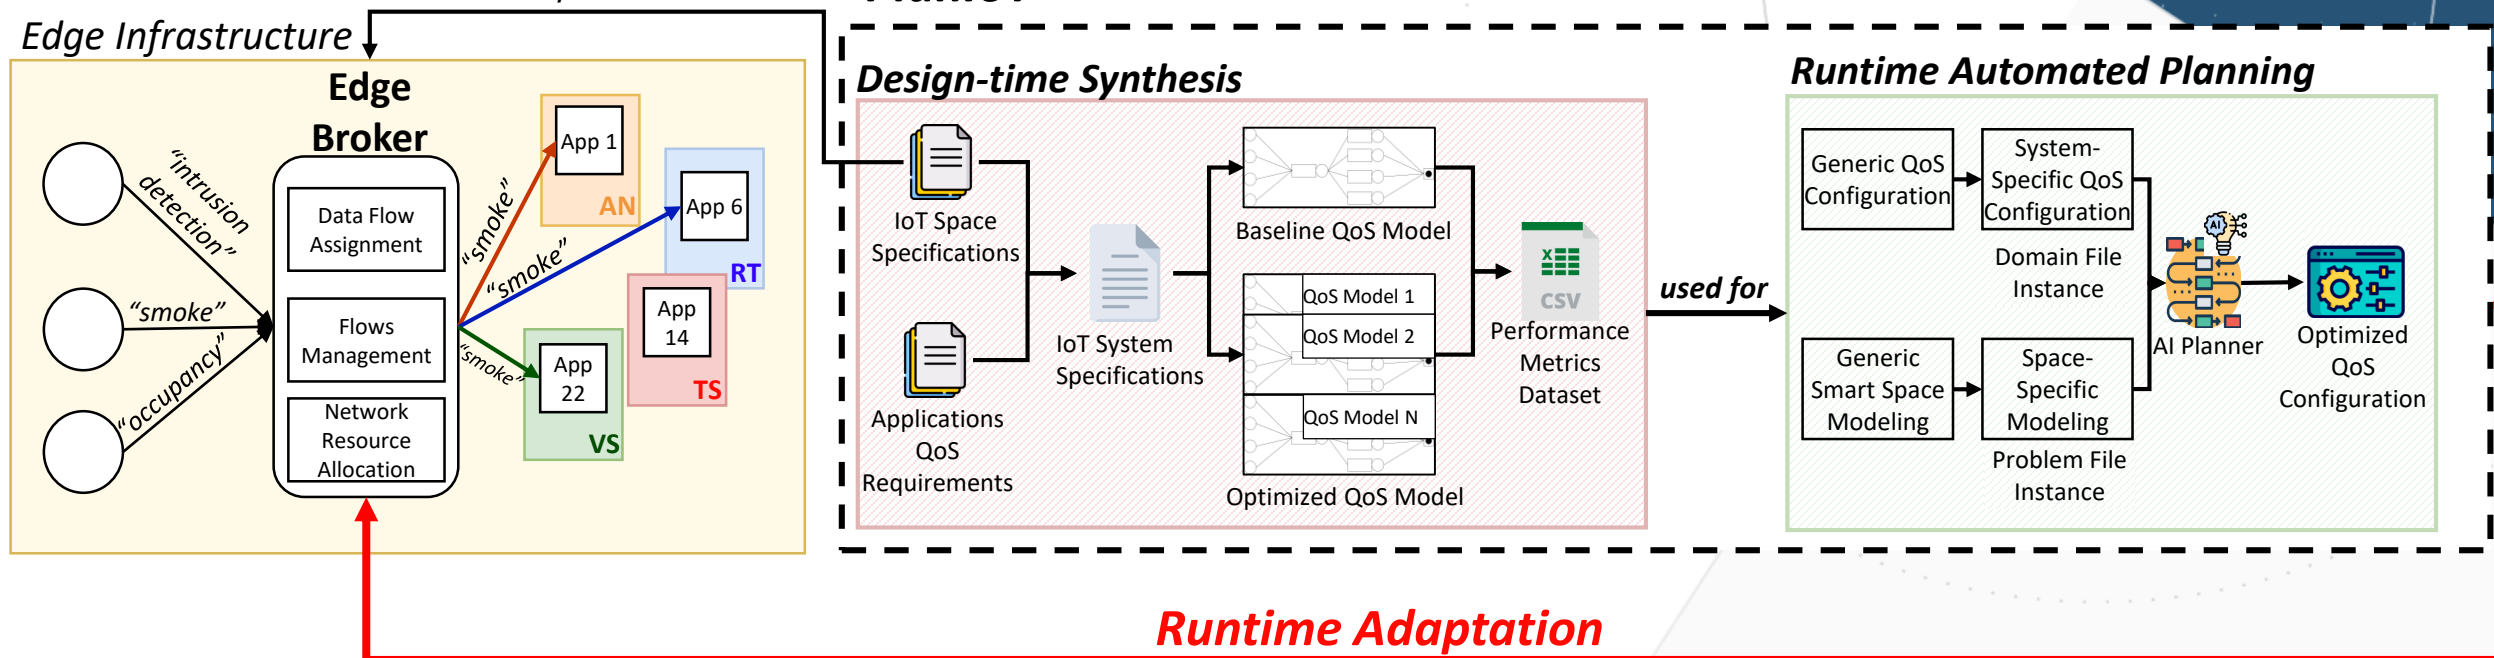 Edge Infrastructure
Edge
Broker
“intrusion
detection”
“smoke”
“occupancy”
Data Flow
Assignment
Flows
Management
Network
Resource
Allocation
“smoke”
“smoke”
“smoke”
App 1
AN
App 6
RT
App
14
TS
App
22
VS
Design-time Synthesis
IoT Space
Specifications
Applications
QoS
Requirements
IoT System
Specifications
Baseline QoS Model
QoS Model 1
QoS Model 2
QoS Model N
Optimized QoS Model
X
CSV
Performance
Metrics
Dataset
used for
Runtime Automated Planning
Generic QoS
Configuration
System-
Specific QoS
Configuration
Domain File
Instance
Generic
Smart Space
Modeling
Space-
Specific
Modeling
Problem File
Instance
AI
AI Planner
Optimized
QoS
Configuration
Runtime Adaptation